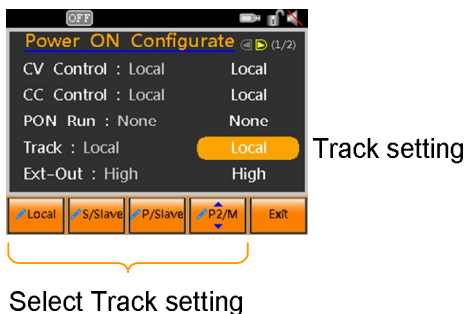 OFF
Power ON Configurate (1/2)
CV Control : Local Local
CC Control : Local Local
PON Run : None None
Track : Local Local
Track setting
Ext-Out : High High
Local S/Slave P/Slave P2/M Exit
Select Track setting